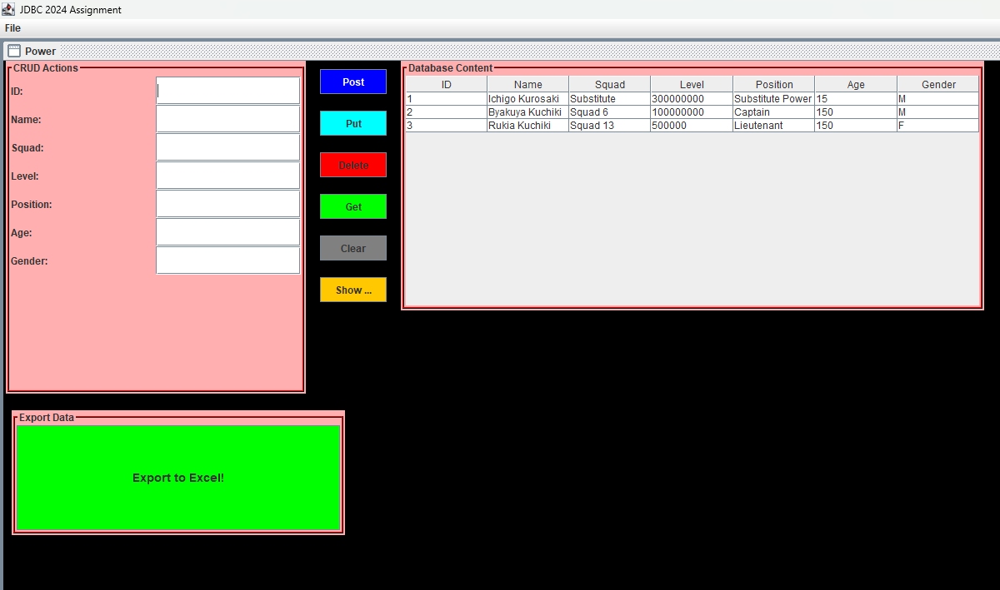 JDBC 2024 Assignment
File
Power
CRUD Actions
ID:
Name:
Squad:
Level:
Position:
Age:
Gender:
Post
Put
Delete
Get
Clear
Show ...
Database Content
ID Name Squad Level Position Age Gender
1 Ichigo Kurosaki Substitute 300000000 Substitute Power 15 M
2 Byakuya Kuchiki Squad 6 100000000 Captain 150 M
3 Rukia Kuchiki Squad 13 500000 Lieutenant 150 F
Export Data
Export to Excel!